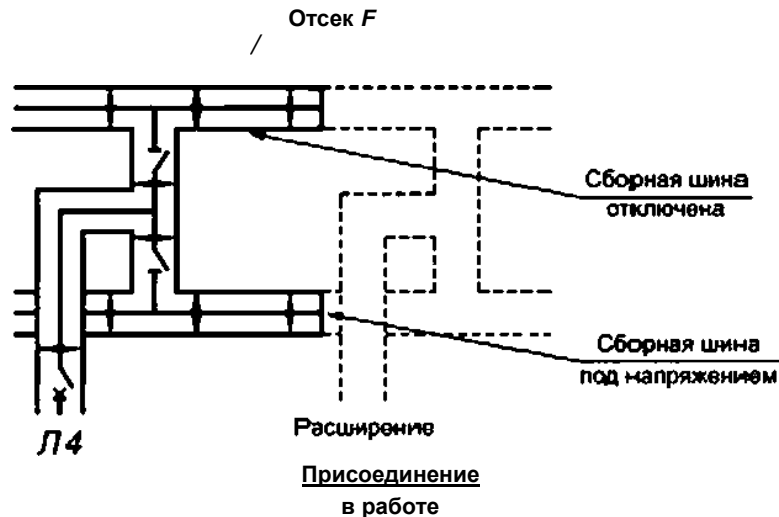 Отсек F
Сборная шина
отключена
Сборная шина
под напряжением
Л4
Расширение
Присоединение
в работе